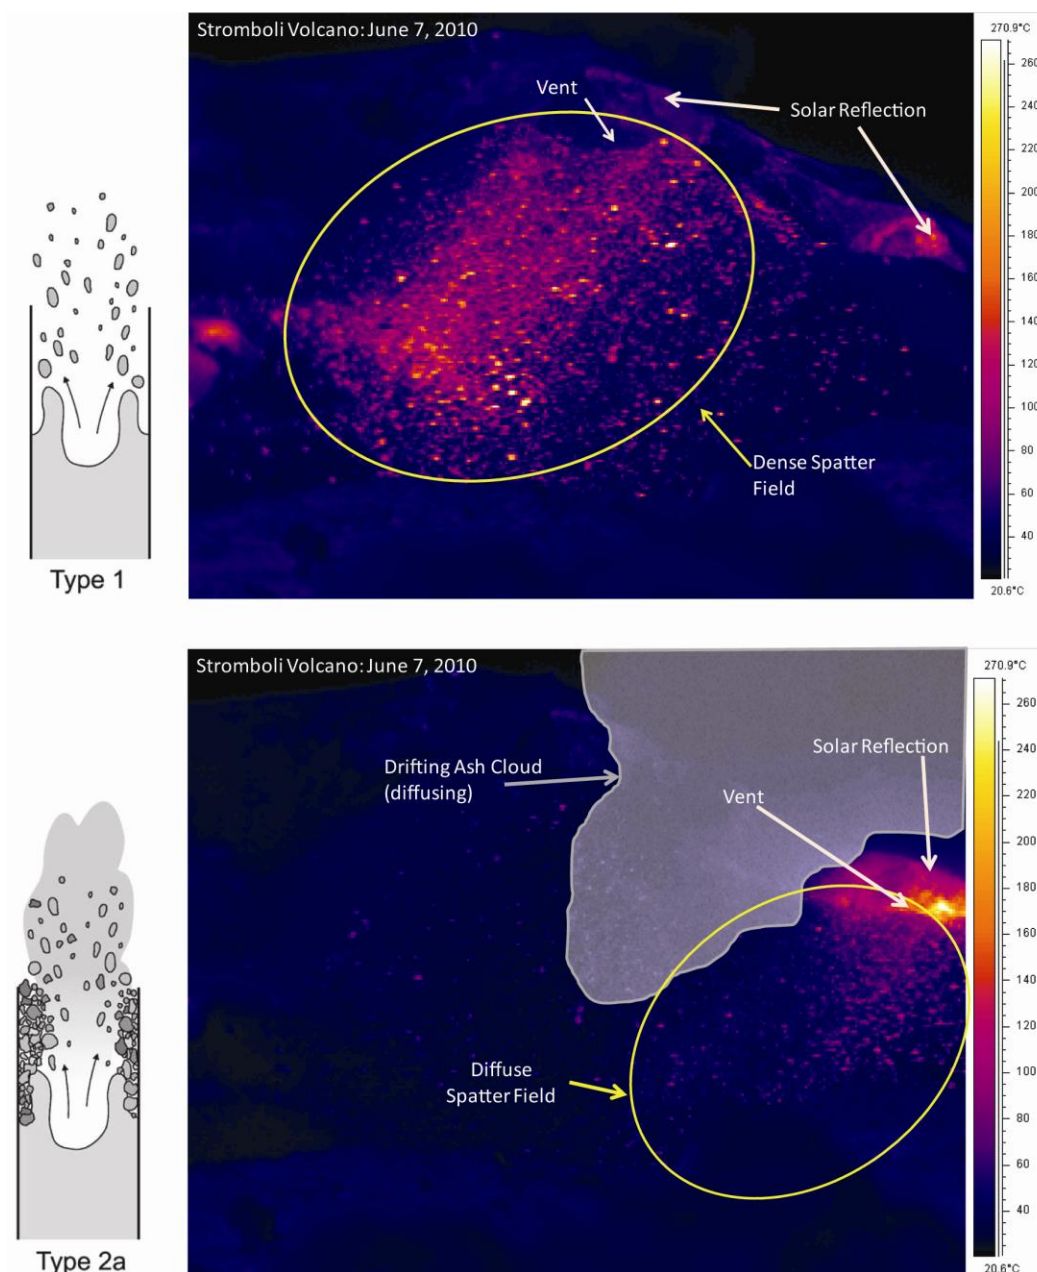 Stromboli Volcano: June 7, 2010
270.9°C
Vent
Solar Reflection
260
240
220
200
180
160
140
120
100
80
60
40
20.6°C
Dense Spatter
Field
Type 1
Stromboli Volcano: June 7, 2010
270.9°C
Solar Reflection
Drifting Ash Cloud
(diffusing)
Vent
260
240
220
200
180
160
140
120
100
80
60
40
20.6°C
Diffuse
Spatter Field
Type 2a